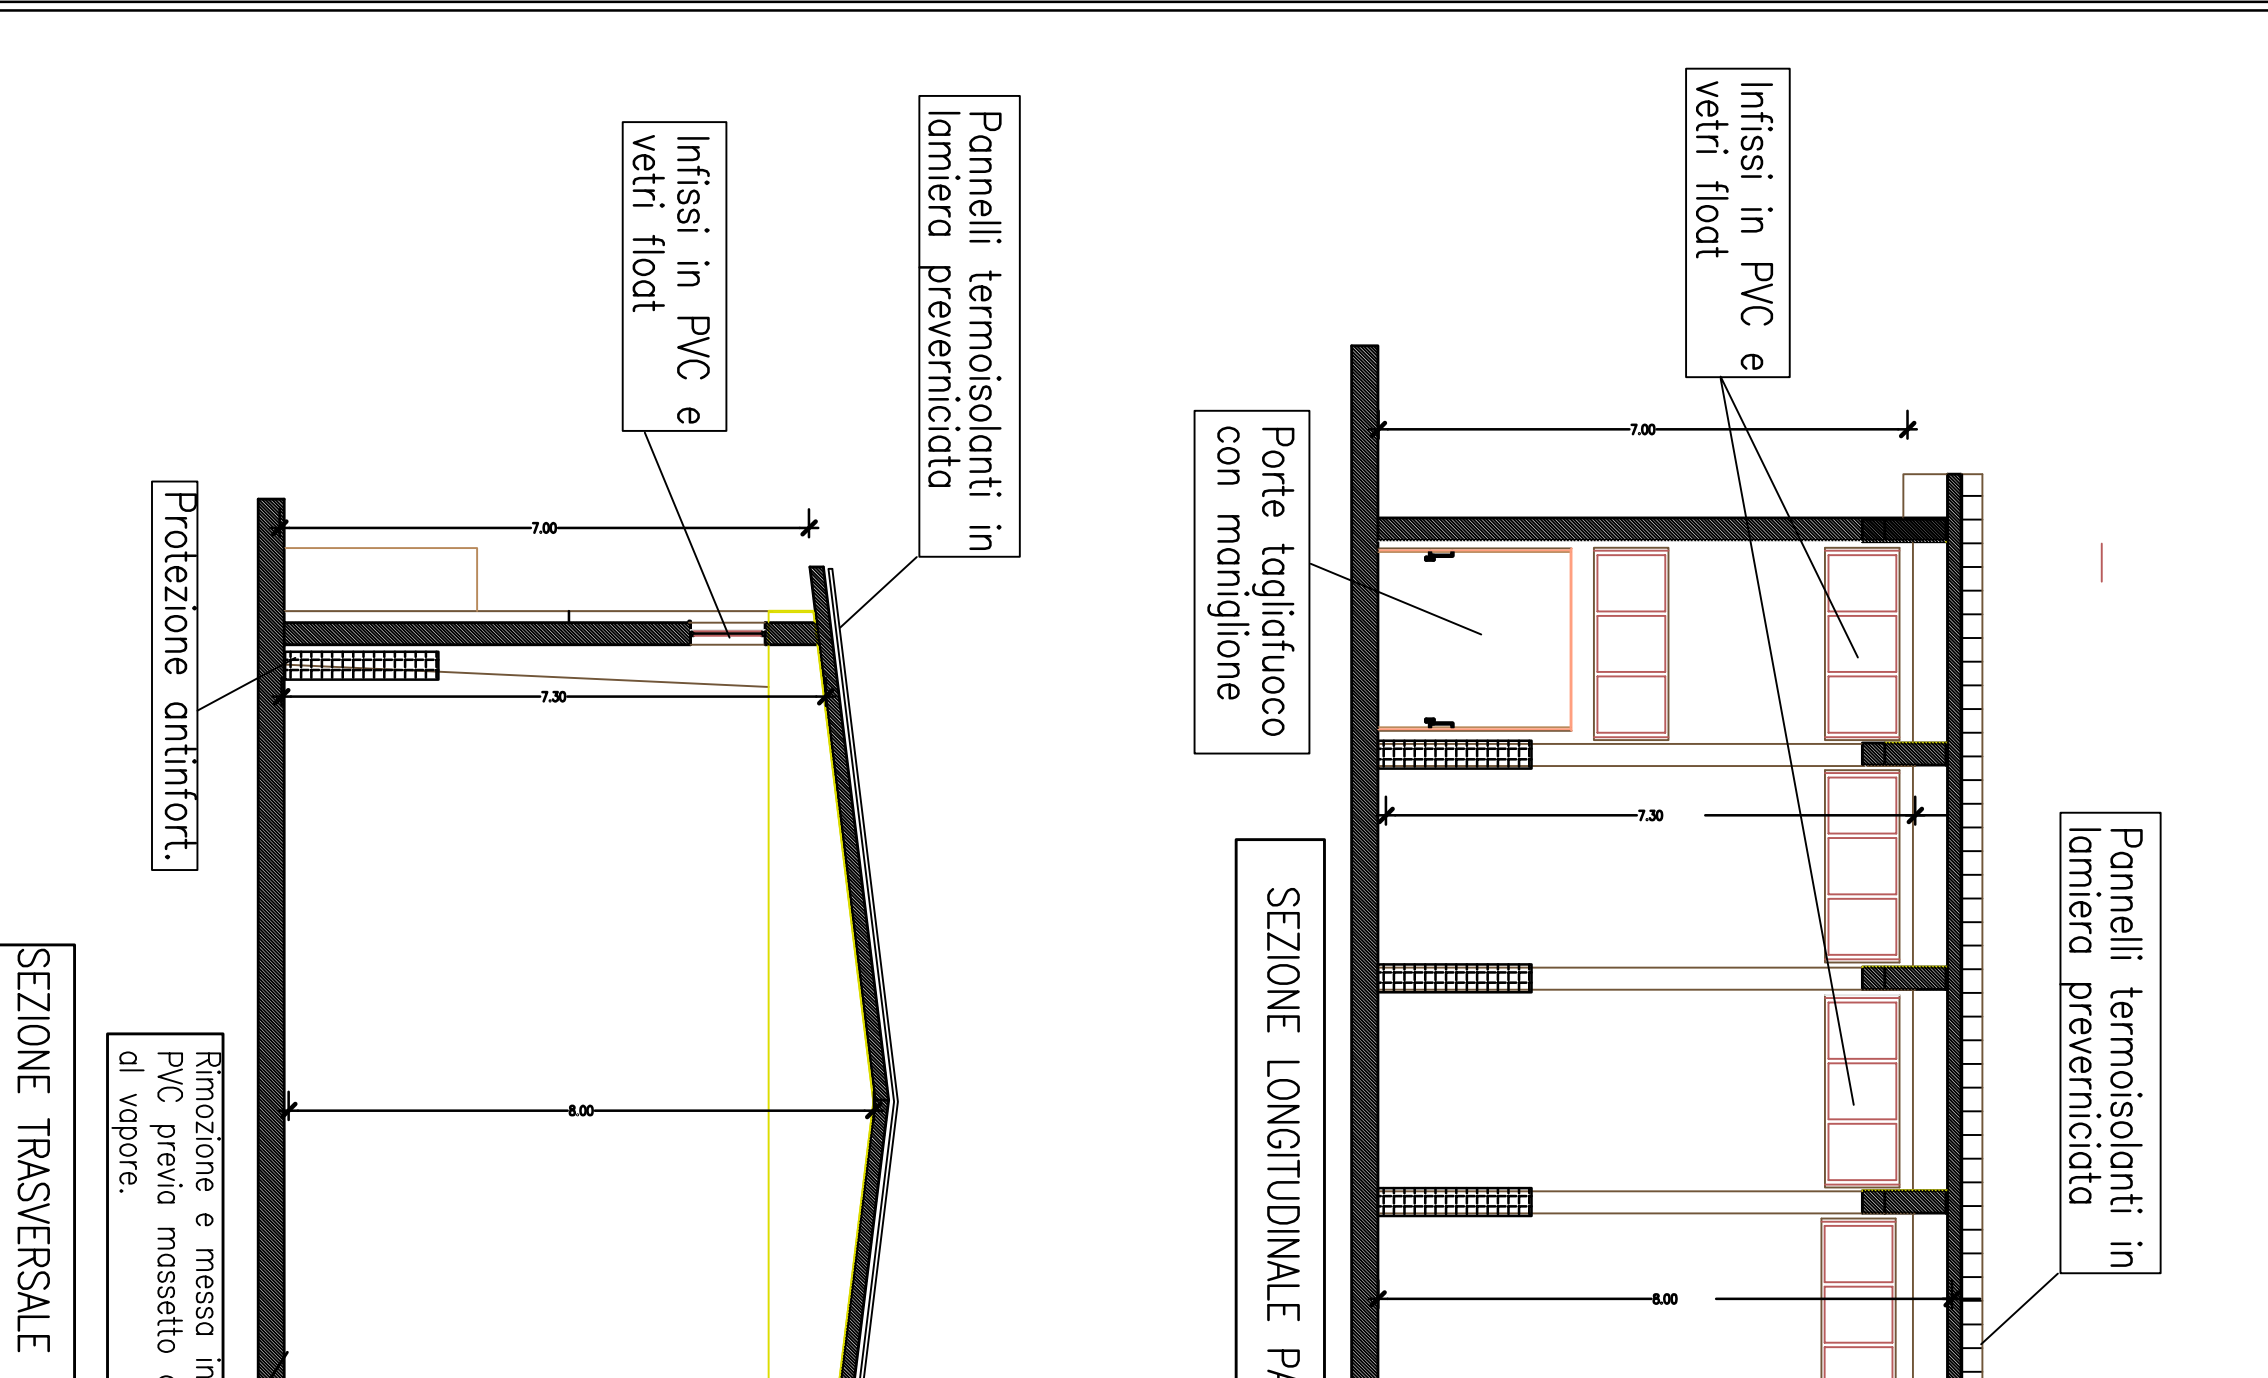 Infissi in PVC e
vetri float
Pannelli termoisolanti in
lamiera preverniciata
Porte tagliafuoco
con maniglione
7.00
7.30
8.00
SEZIONE LONGITUDINALE
Pannelli termoisolanti in
lamiera preverniciata
Infissi in PVC e
vetri float
Protezione antinfort.
7.00
7.30
8.00
Rimozione e messa in
PVC previa massetto
al vapore.
SEZIONE TRASVERSALE